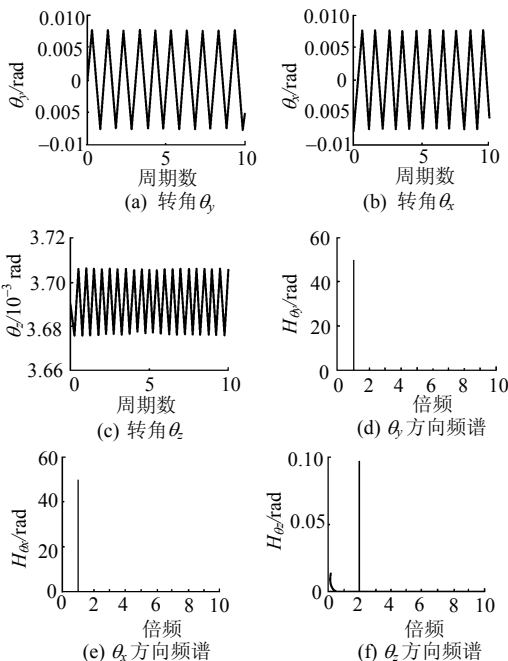 θy/rad
0.010
0.005
0
0.005
−0.01
0
5
10
周期数
(a) 转角θy
θx/rad
0.010
0.005
0
0.005
−0.01
0
5
10
周期数
(b) 转角θx
θz/10⁻³ rad
3.72
3.70
3.68
3.66
0
5
10
周期数
(c) 转角θz
Hθy/rad
60
40
20
0
0 2 4 6 8 10
倍频
(d) θy方向频谱
Hθx/rad
60
40
20
0
0 2 4 6 8 10
倍频
(e) θx方向频谱
Hθz/rad
0.10
0.05
0
0 2 4 6 8 10
倍频
(f) θz方向频谱